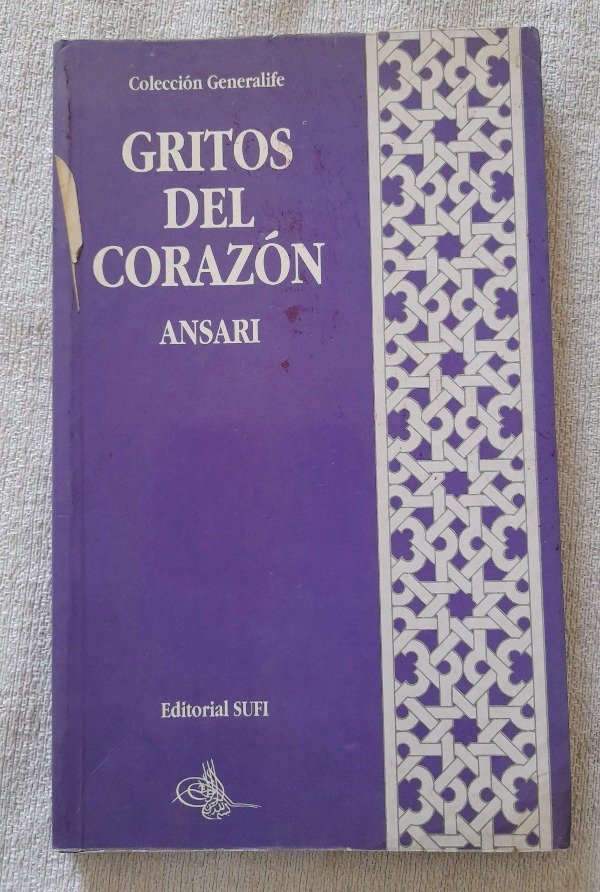 Colección Generalife
GRITOS
DEL
CORAZÓN
ANSARI
Editorial SUFI